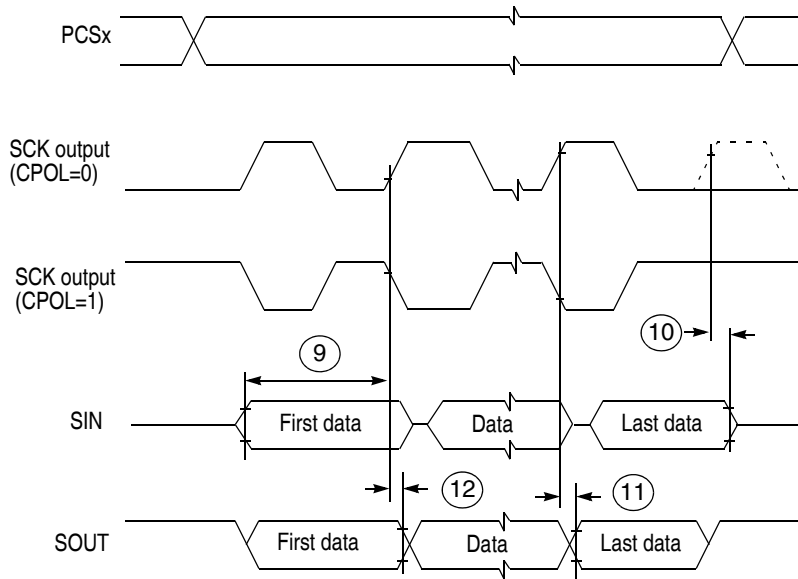 PCSx
SCK output
(CPOL=0)
SCK output
(CPOL=1)
10
9
SIN
First data
Data
Last data
12
11
SOUT
First data
Data
Last data